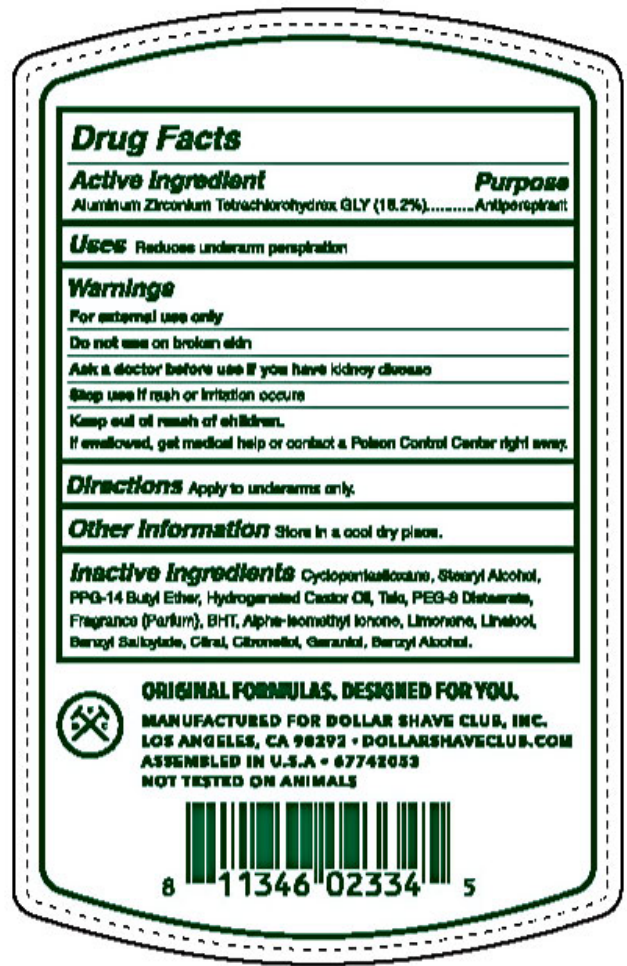 Drug Facts
Active Ingredient Purpose
Aluminum Zirconium Tetrachlorohydrex GLY (18.2%)..........Antiperspirant
Uses Reduces underarm perspiration
Warnings
For external use only
Do not use on broken skin
Ask a doctor before use if you have kidney disease
Stop use if rash or irritation occurs
Keep out of reach of children.
If swallowed, get medical help or contact a Poison Control Center right away.
Directions Apply to underarms only.
Other Information Store in a cool dry place.
Inactive Ingredients Cyclopentasiloxane, Stearyl Alcohol,
PPG-14 Butyl Ether, Hydrogenated Castor Oil, Talc, PEG-8 Distearate,
Fragrance (Parfum), BHT, Alpha-Isomethyl Ionone, Limonene, Linalool,
Benzyl Salicylate, Citral, Citronellol, Geraniol, Benzyl Alcohol.
ORIGINAL FORMULAS. DESIGNED FOR YOU.
MANUFACTURED FOR DOLLAR SHAVE CLUB, INC.
LOS ANGELES, CA 90292 • DOLLARSHAVECLUB.COM
ASSEMBLED IN U.S.A •
NOT TESTED ON ANIMALS
8 11346 02334 5